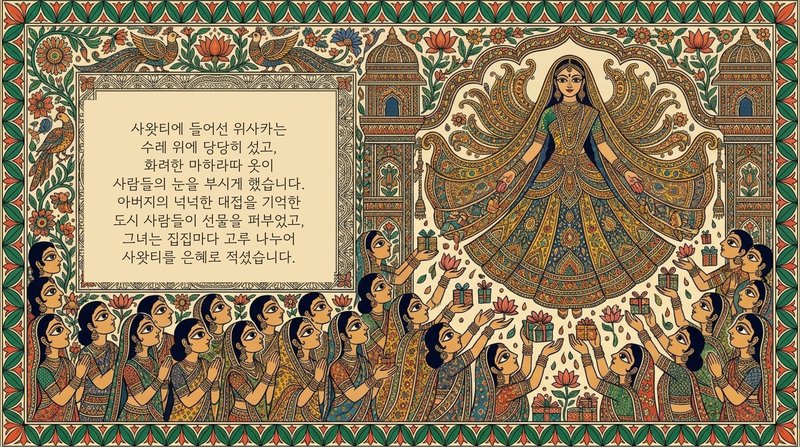 사왓티에 들어선 위사카는
수레 위에 당당히 섰고,
화려한 마하라따 옷이
사람들의 눈을 부시게 했습니다.
아버지의 넉넉한 대접을 기억한
도시 사람들이 선물을 퍼부었고,
그녀는 집집마다 고루 나누어
사왓티를 은혜로 적셨습니다.